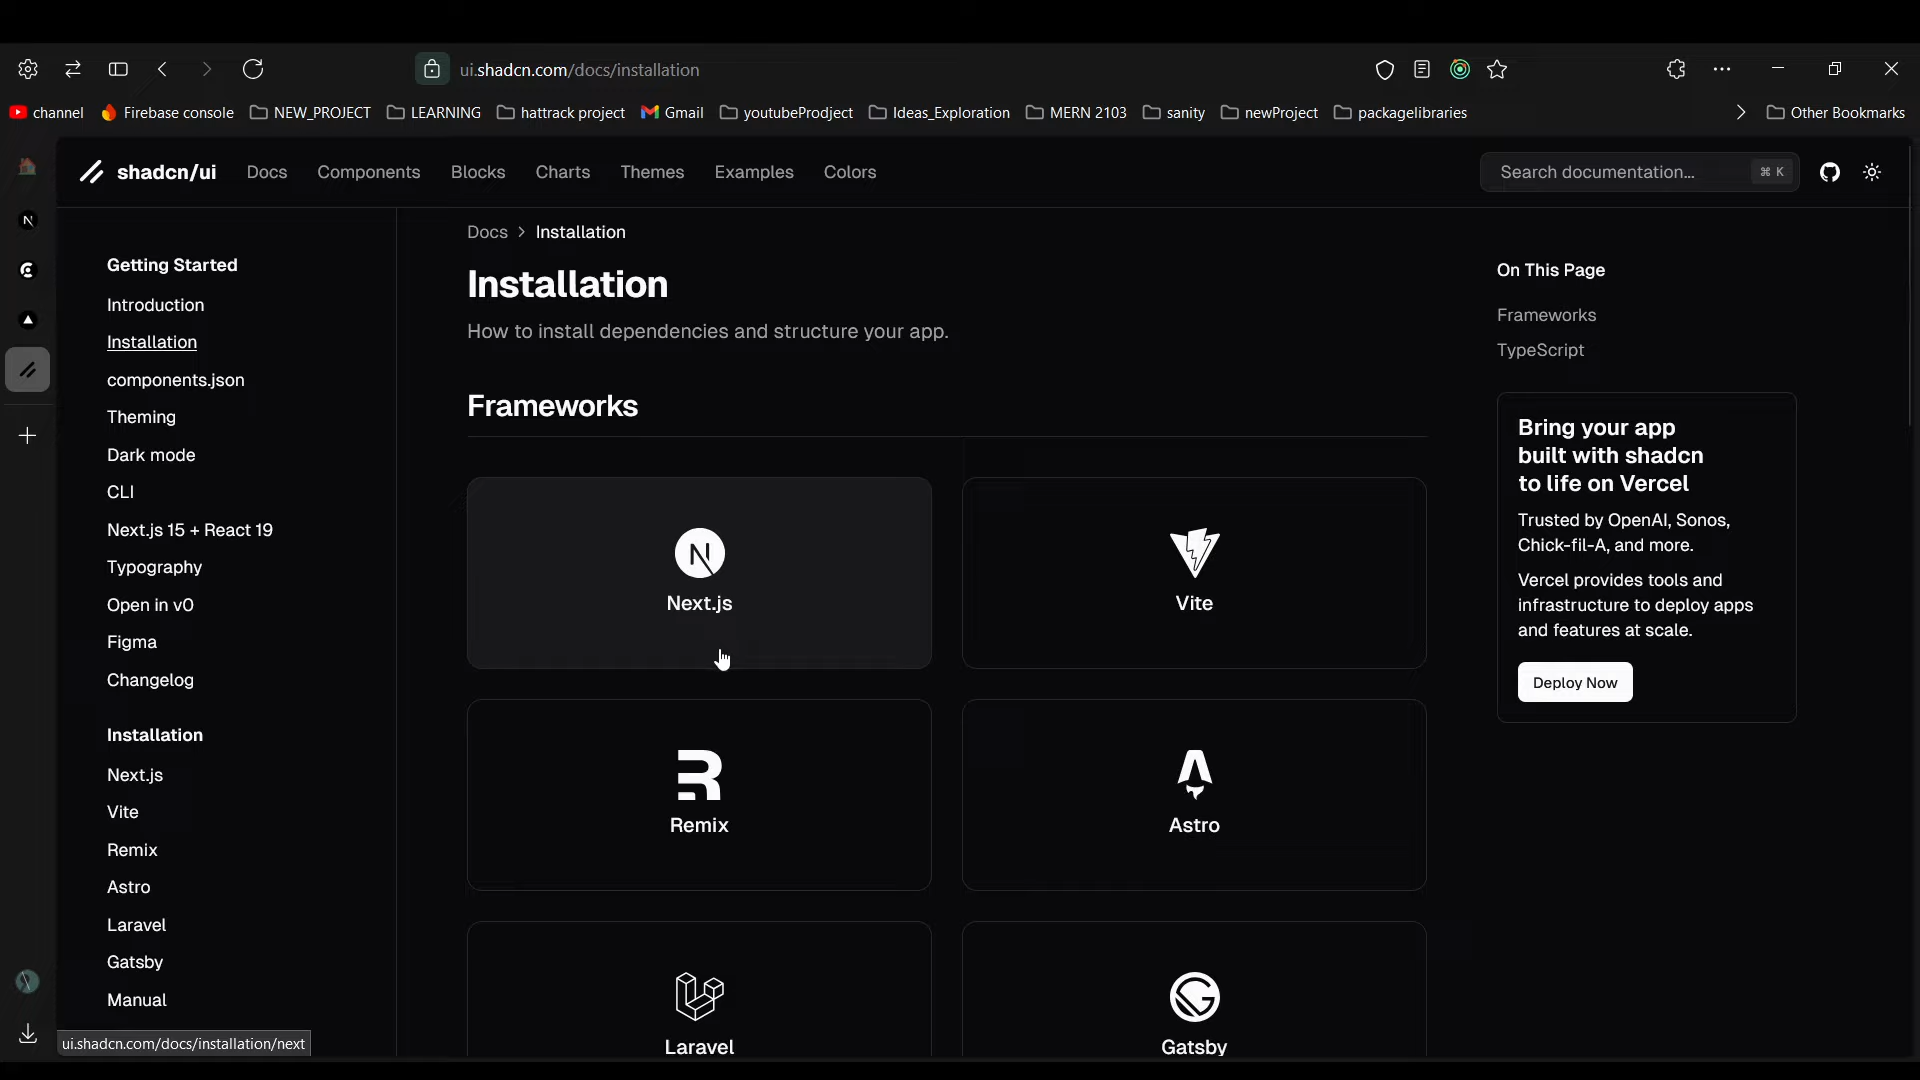 ui.shadcn.com/docs/installation
channel
Firebase console
NEW_PROJECT
LEARNING
hattrack project
Gmail
youtubeProdject
Ideas_Exploration
MERN 2103
sanity
newProject
packagelibraries
Other Bookmarks
shadcn/ui
Docs
Components
Blocks
Charts
Themes
Examples
Colors
Search documentation...
⌘ K
Getting Started
Introduction
Installation
components.json
Theming
Dark mode
CLI
Next.js 15 + React 19
Typography
Open in v0
Figma
Changelog
Installation
Next.js
Vite
Remix
Astro
Laravel
Gatsby
Manual
Docs > Installation
Installation
How to install dependencies and structure your app.
Frameworks
Next.js
Vite
Remix
Astro
Laravel
Gatsby
On This Page
Frameworks
TypeScript
Bring your app
built with shadcn
to life on Vercel
Trusted by OpenAI, Sonos,
Chick-fil-A, and more.
Vercel provides tools and
infrastructure to deploy apps
and features at scale.
Deploy Now
ui.shadcn.com/docs/installation/next